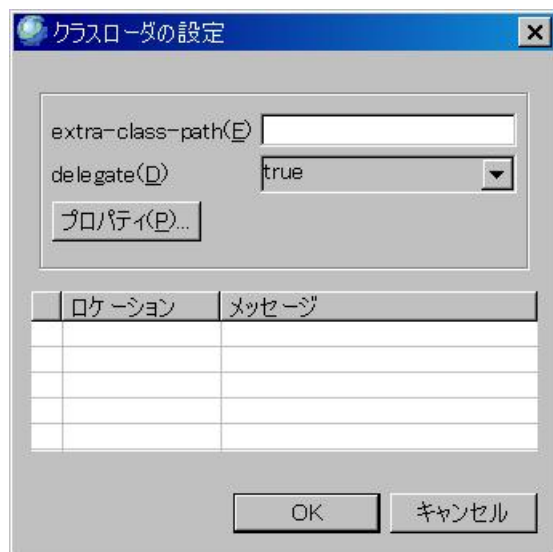 クラスローダの設定
extra-class-path(E)
delegate(D) true
プロパティ(P)...
ロケーション メッセージ
OK キャンセル